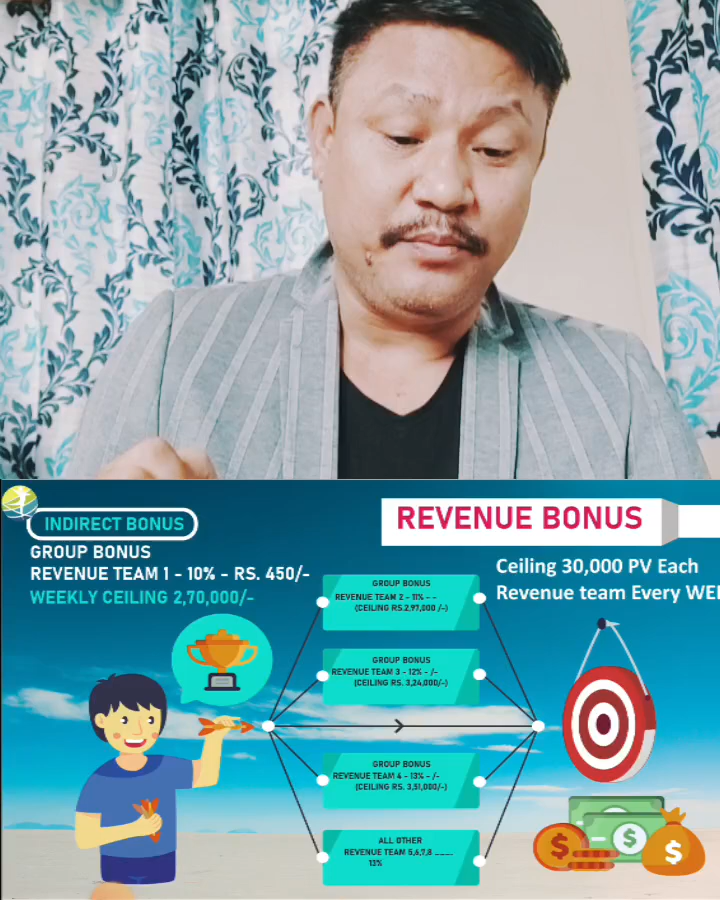 INDIRECT BONUS
GROUP BONUS
REVENUE TEAM 1 - 10% - RS. 450/-
WEEKLY CEILING 2,70,000/-
REVENUE BONUS
Ceiling 30,000 PV Each
Revenue team Every WEE
GROUP BONUS
REVENUE TEAM 2 - 11% - -
(CEILING RS.2,97,000 /-)
GROUP BONUS
REVENUE TEAM 3 - 12% - /-
(CEILING RS. 3,24,000/-)
GROUP BONUS
REVENUE TEAM 4 - 13% - /-
(CEILING RS. 3,51,000/-)
ALL OTHER
REVENUE TEAM 5,6,7,8 .......
13%
$
$
$
$